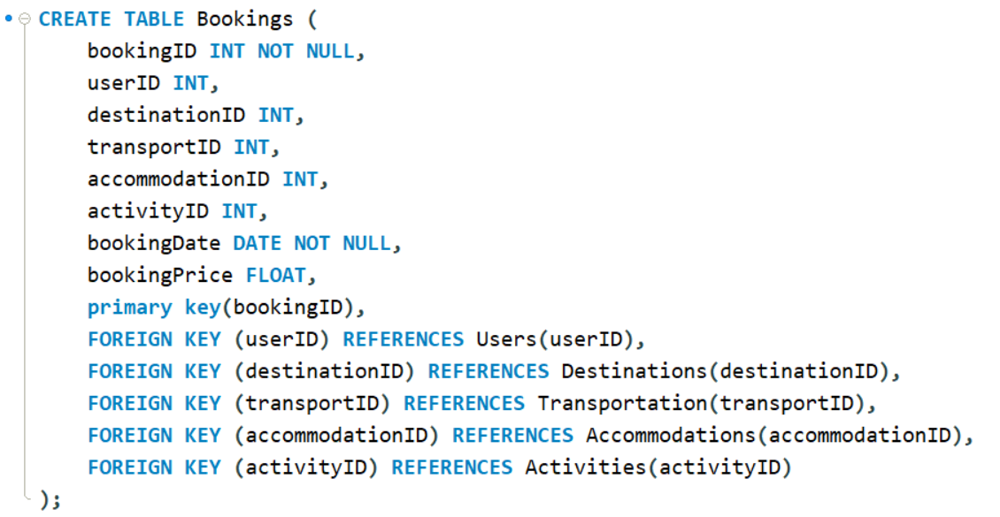 CREATE TABLE Bookings (
bookingID INT NOT NULL,
userID INT,
destinationID INT,
transportID INT,
accommodationID INT,
activityID INT,
bookingDate DATE NOT NULL,
bookingPrice FLOAT,
primary key(bookingID),
FOREIGN KEY (userID) REFERENCES Users(userID),
FOREIGN KEY (destinationID) REFERENCES Destinations(destinationID),
FOREIGN KEY (transportID) REFERENCES Transportation(transportID),
FOREIGN KEY (accommodationID) REFERENCES Accommodations(accommodationID),
FOREIGN KEY (activityID) REFERENCES Activities(activityID)
);